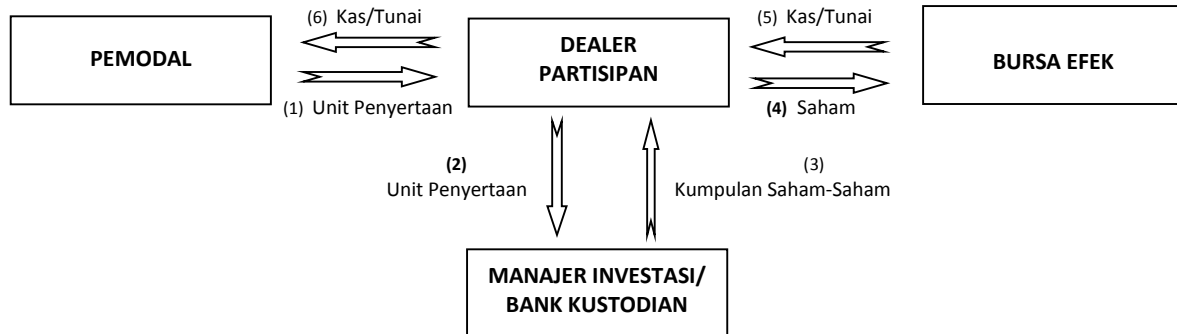 (6) Kas/Tunai
(5) Kas/Tunai
PEMODAL
DEALER
PARTISIPAN
BURSA EFEK
(1) Unit Penyertaan
(4) Saham
(2)
Unit Penyertaan
(3)
Kumpulan Saham-Saham
MANAJER INVESTASI/
BANK KUSTODIAN